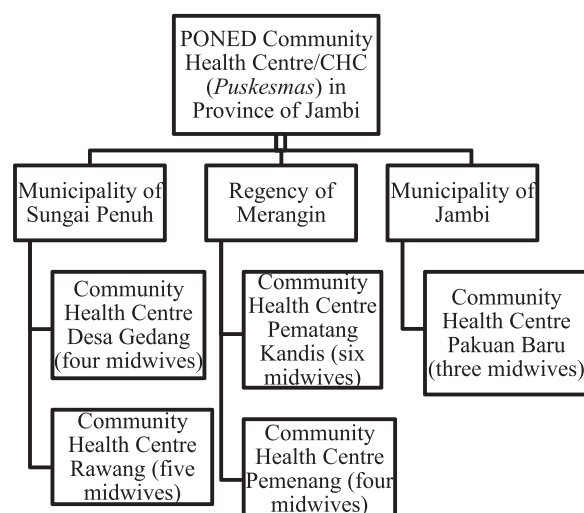 PONED Community
Health Centre/CHC
(Puskesmas) in
Province of Jambi
Municipality of
Sungai Penuh
Regency of
Merangin
Municipality of
Jambi
Community
Health Centre
Desa Gedang
(four midwives)
Community
Health Centre
Rawang (five
midwives)
Community
Health Centre
Pematang
Kandis (six
midwives)
Community
Health Centre
Pemenang (four
midwives)
Community
Health Centre
Pakuan Baru
(three midwives)